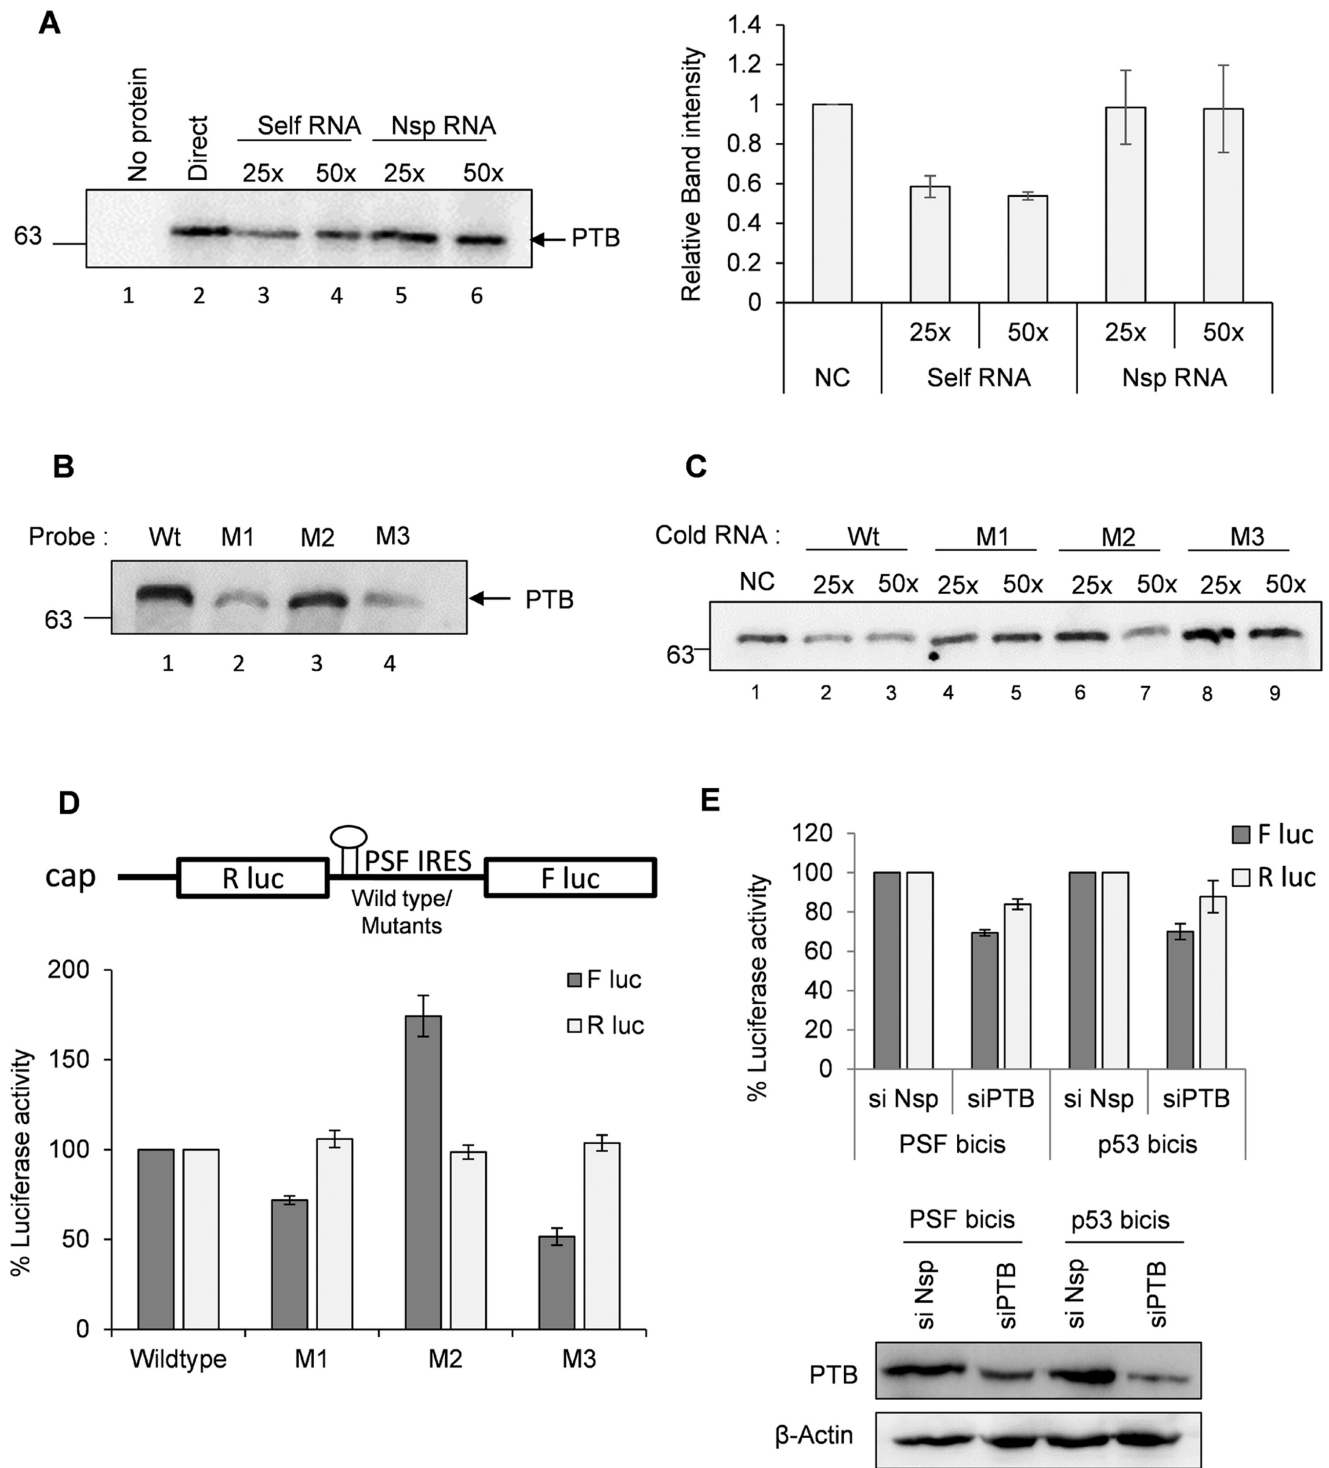 A
No protein
Direct
Self RNA
Nsp RNA
25x 50x 25x 50x
63
PTB
1 2 3 4 5 6
Relative Band intensity
1.4
1.2
1
0.8
0.6
0.4
0.2
0
25x 50x 25x 50x
NC Self RNA Nsp RNA
B
Probe : Wt M1 M2 M3
63
PTB
1 2 3 4
C
Cold RNA : Wt M1 M2 M3
NC 25x 50x 25x 50x 25x 50x 25x 50x
63
1 2 3 4 5 6 7 8 9
D
cap R luc PSF IRES F luc
Wild type/
Mutants
% Luciferase activity
200
150
100
50
0
F luc
R luc
Wildtype M1 M2 M3
E
% Luciferase activity
120
100
80
60
40
20
0
F luc
R luc
si Nsp siPTB si Nsp siPTB
PSF bicis p53 bicis
PSF bicis p53 bicis
si Nsp
siPTB
si Nsp
siPTB
PTB
β-Actin